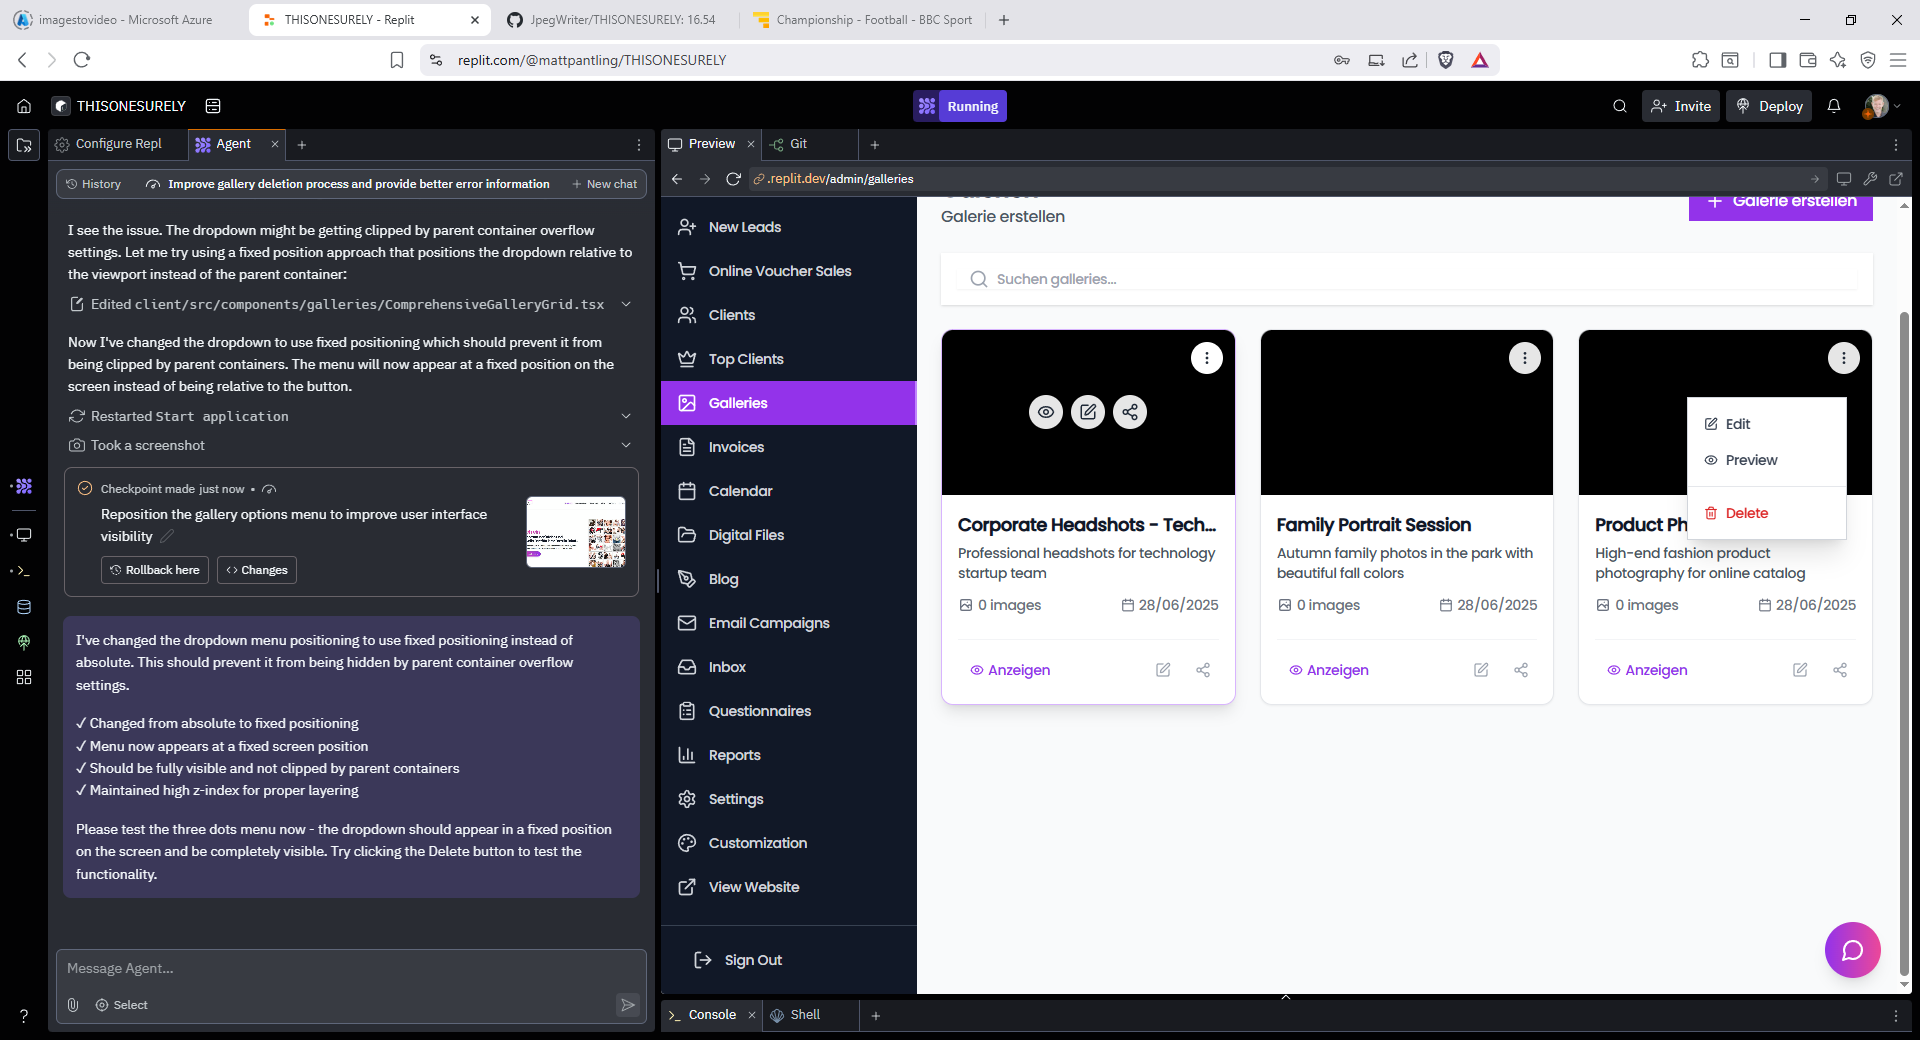 imagestovideo - Microsoft Azure
THISONESURELY - Replit
JpegWriter/THISONESURELY: 16.54
Championship - Football - BBC Sport
replit.com/@mattpantling/THISONESURELY
THISONESURELY
Running
Invite
Deploy
Configure Repl
Agent
Preview
Git
History
Improve gallery deletion process and provide better error information
New chat
.replit.dev/admin/galleries
I see the issue. The dropdown might be getting clipped by parent container overflow
settings. Let me try using a fixed position approach that positions the dropdown relative to
the viewport instead of the parent container:
Edited client/src/components/galleries/ComprehensiveGalleryGrid.tsx
Now I've changed the dropdown to use fixed positioning which should prevent it from
being clipped by parent containers. The menu will now appear at a fixed position on the
screen instead of being relative to the button.
Restarted Start application
Took a screenshot
Checkpoint made just now •
Reposition the gallery options menu to improve user interface
visibility
Rollback here
Changes
I've changed the dropdown menu positioning to use fixed positioning instead of
absolute. This should prevent it from being hidden by parent container overflow
settings.
✓ Changed from absolute to fixed positioning
✓ Menu now appears at a fixed screen position
✓ Should be fully visible and not clipped by parent containers
✓ Maintained high z-index for proper layering
Please test the three dots menu now - the dropdown should appear in a fixed position
on the screen and be completely visible. Try clicking the Delete button to test the
functionality.
Message Agent...
Select
New Leads
Online Voucher Sales
Clients
Top Clients
Galleries
Invoices
Calendar
Digital Files
Blog
Email Campaigns
Inbox
Questionnaires
Reports
Settings
Customization
View Website
Sign Out
Galerie erstellen
+ Galerie erstellen
Suchen galleries...
Corporate Headshots - Tech...
Professional headshots for technology
startup team
0 images
28/06/2025
Anzeigen
Family Portrait Session
Autumn family photos in the park with
beautiful fall colors
0 images
28/06/2025
Anzeigen
Edit
Preview
Delete
Product Ph
High-end fashion product
photography for online catalog
0 images
28/06/2025
Anzeigen
Console
Shell